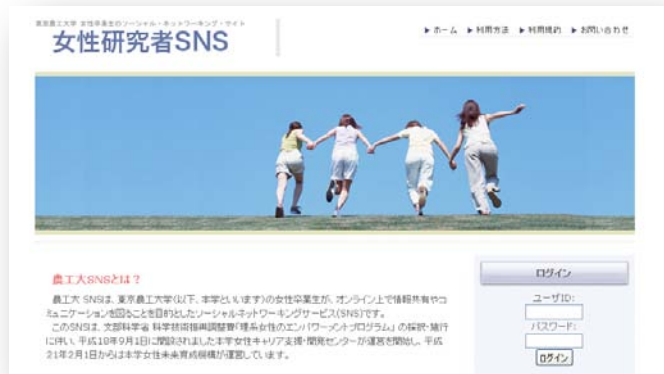 東京農工大学 女性卒業生のソーシャル・ネットワーキング・サイト
女性研究者SNS
▶ ホーム ▶ 利用方法 ▶ 利用規約 ▶ お問い合わせ
農工大SNSとは？
農工大 SNSは、東京農工大学(以下、本学といいます)の女性卒業生が、オンライン上で情報共有やコ
ミュニケーションを図ることを目的としたソーシャルネットワーキングサービス(SNS)です。
このSNSは、文部科学省 科学技術振興調整費「理系女性のエンパワーメントプログラム」の採択・施行
に伴い、平成18年9月1日に開設されました本学女性キャリア支援・開発センターが運営を開始し、平成
21年2月1日からは本学女性未来育成機構が運営しています。
ログイン
ユーザID:
パスワード:
ログイン